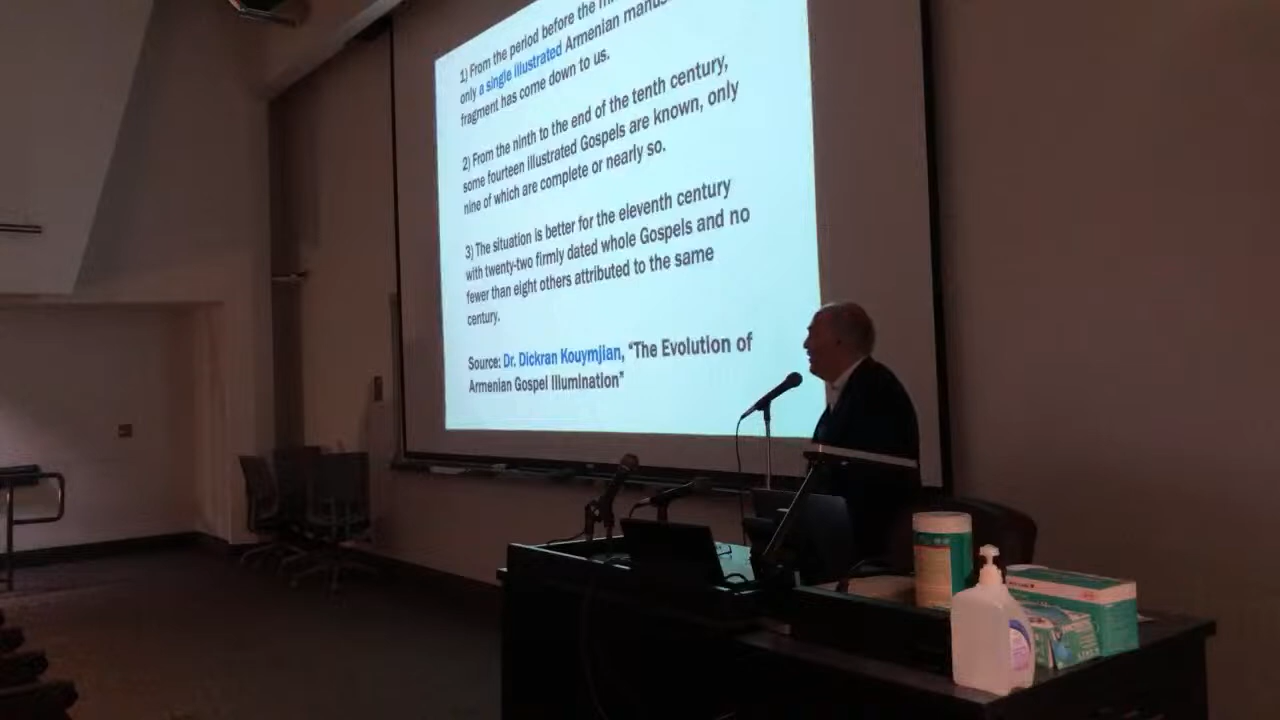 1) From the period before the
only a single illustrated Armenian
fragment has come down to us.
2) From the ninth to the end of the tenth century,
some fourteen illustrated Gospels are known, only
nine of which are complete or nearly so.
3) The situation is better for the eleventh century
with twenty-two firmly dated whole Gospels and no
fewer than eight others attributed to the same
century.
Source: Dr. Dickran Kouymjian, “The Evolution of
Armenian Gospel Illumination”